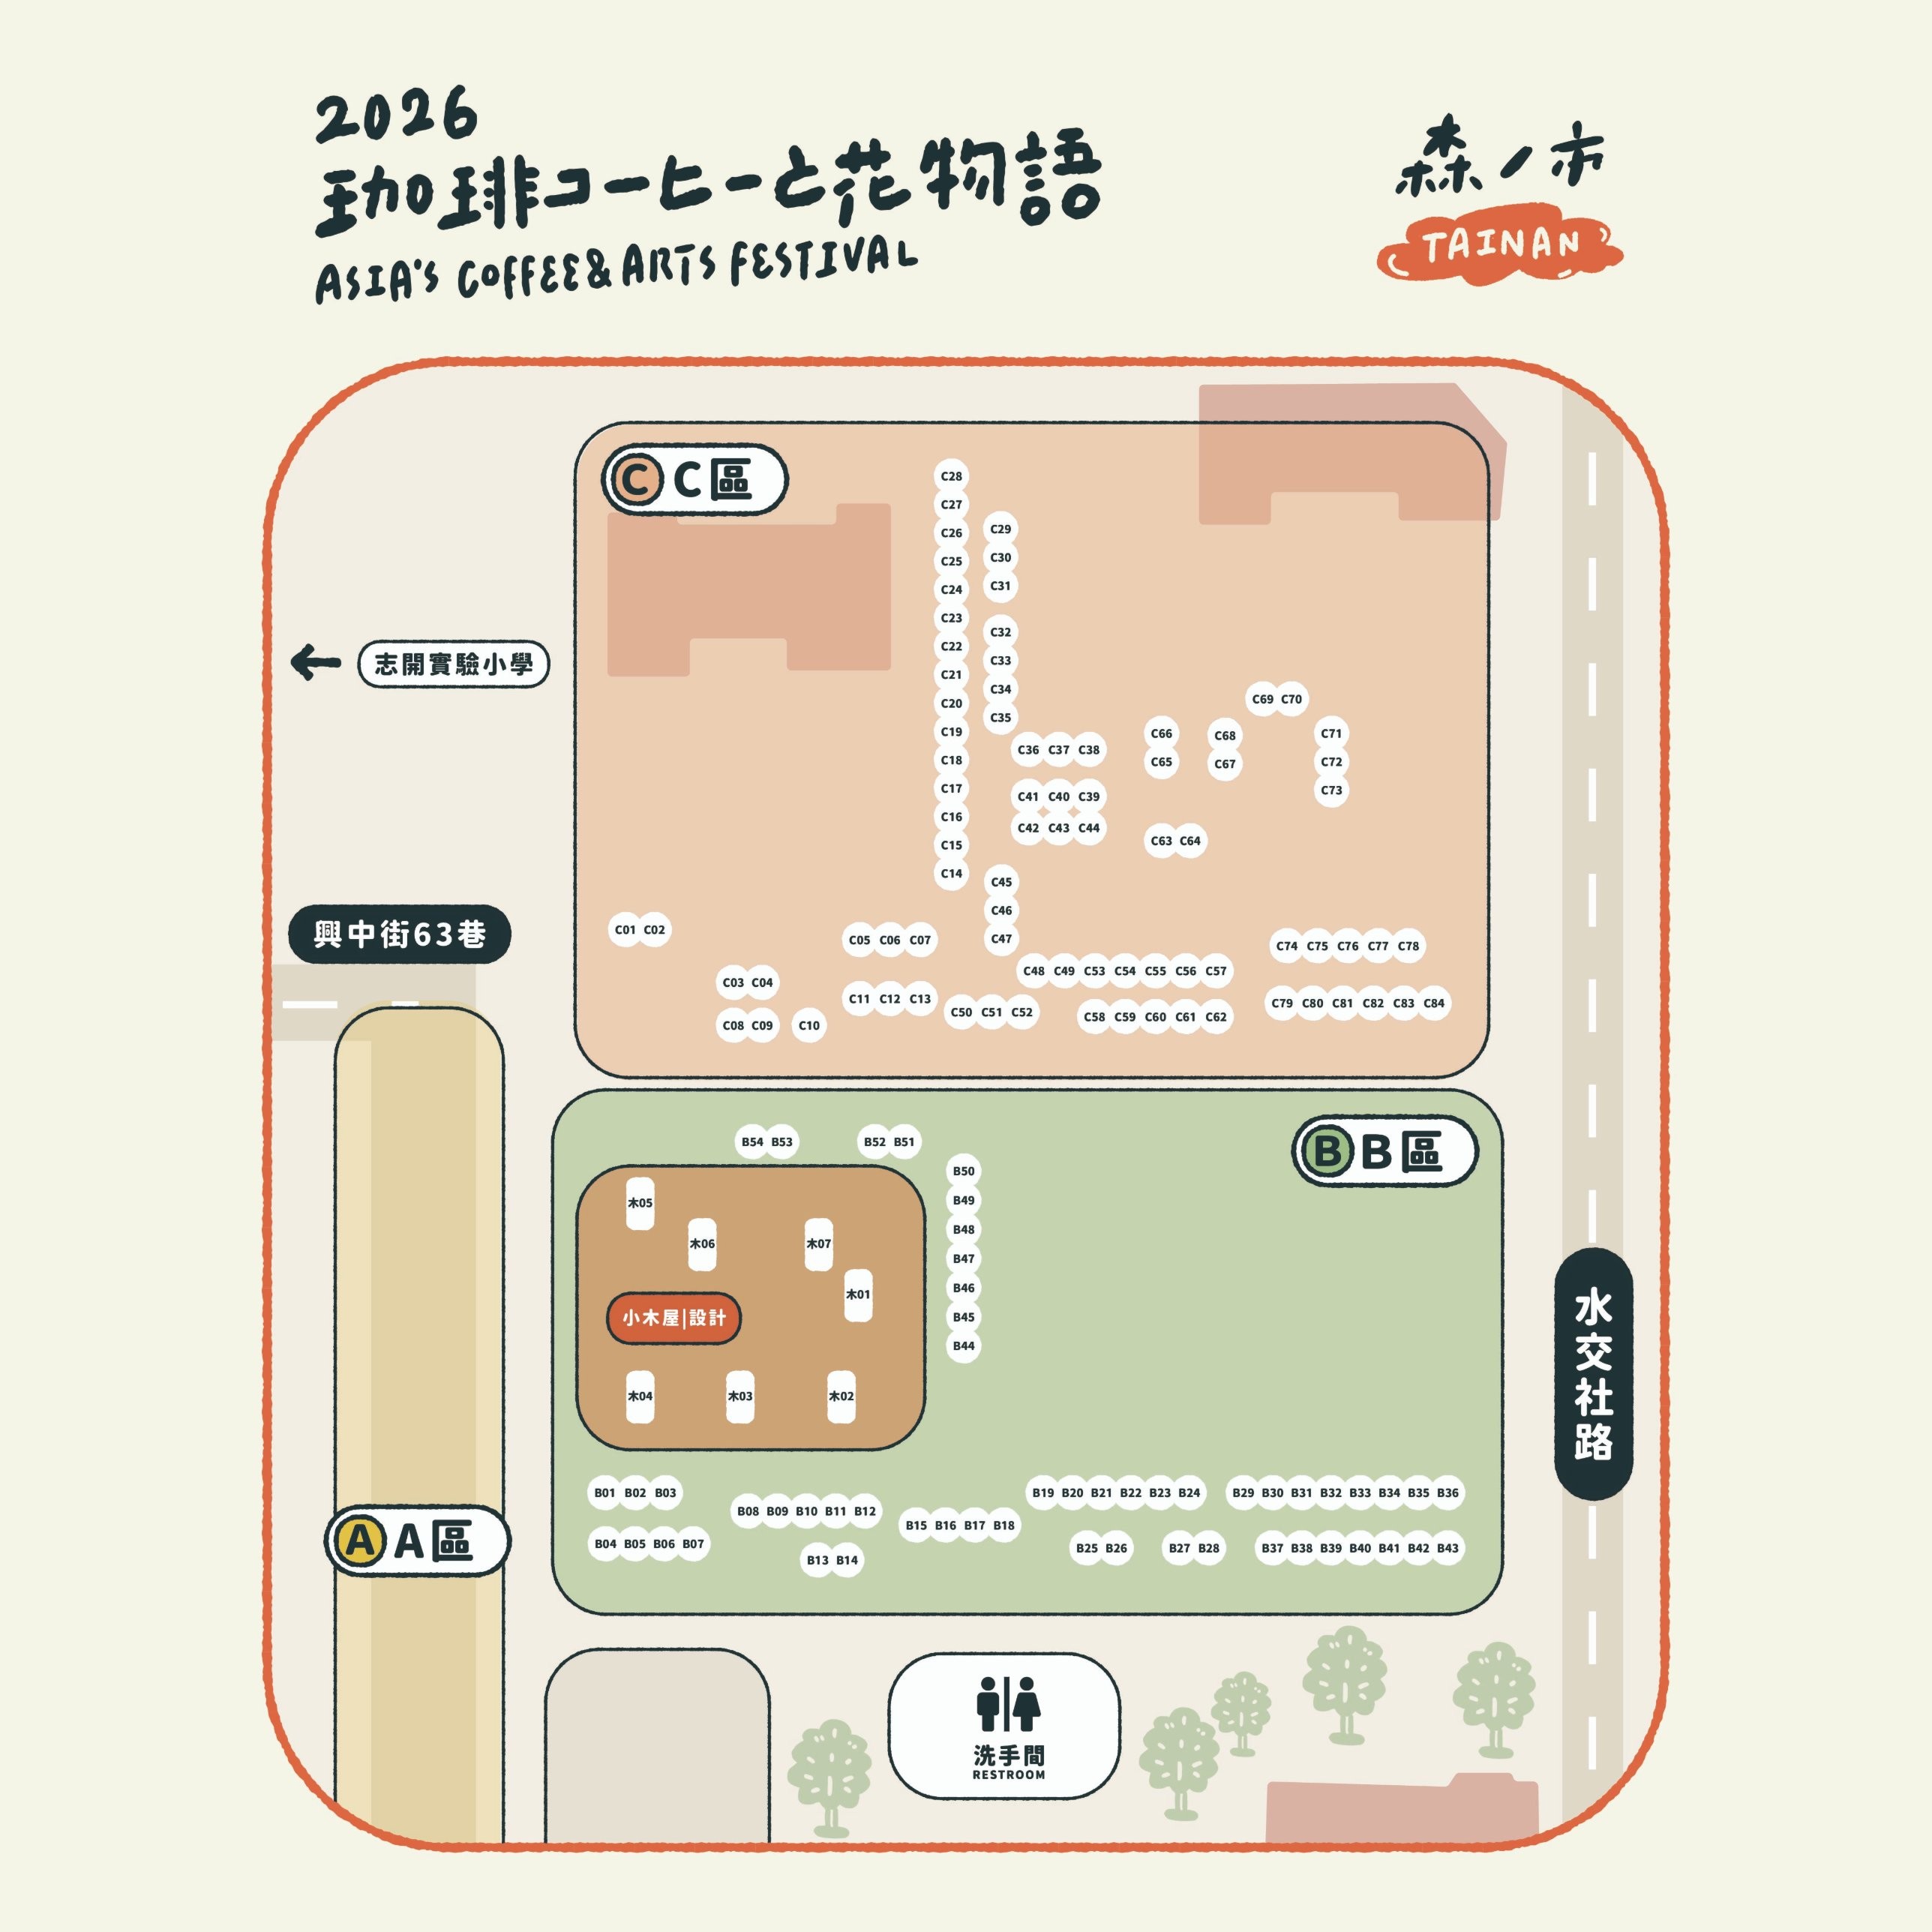 2026
珈琲コーヒーと花物語
ASIA'S COFFEE & ARTS FESTIVAL
森ノ市
TAINAN
C C區
C28
C27
C26 C29
C25 C30
C24 C31
C23 C32
C22 C33
C21 C34
C20 C35
C69 C70
C19
C36 C37 C38
C66 C68 C71
C18
C65 C67 C72
C17
C41 C40 C39
C73
C16
C42 C43 C44
C15
C63 C64
C14
C45
C46
C47
志開實驗小學
興中街63巷
C01 C02
C05 C06 C07
C74 C75 C76 C77 C78
C03 C04
C48 C49 C53 C54 C55 C56 C57
C11 C12 C13
C79 C80 C81 C82 C83 C84
C08 C09 C10
C50 C51 C52
C58 C59 C60 C61 C62
B54 B53
B52 B51
B B區
B50
B49
B48
B47
B46
B45
B44
木05
木06
木07
木01
小木屋|設計
木04
木03
木02
水交社路
B01 B02 B03
B08 B09 B10 B11 B12
B19 B20 B21 B22 B23 B24
B29 B30 B31 B32 B33 B34 B35 B36
B15 B16 B17 B18
B04 B05 B06 B07
B13 B14
B25 B26
B27 B28
B37 B38 B39 B40 B41 B42 B43
A A區
洗手間
RESTROOM